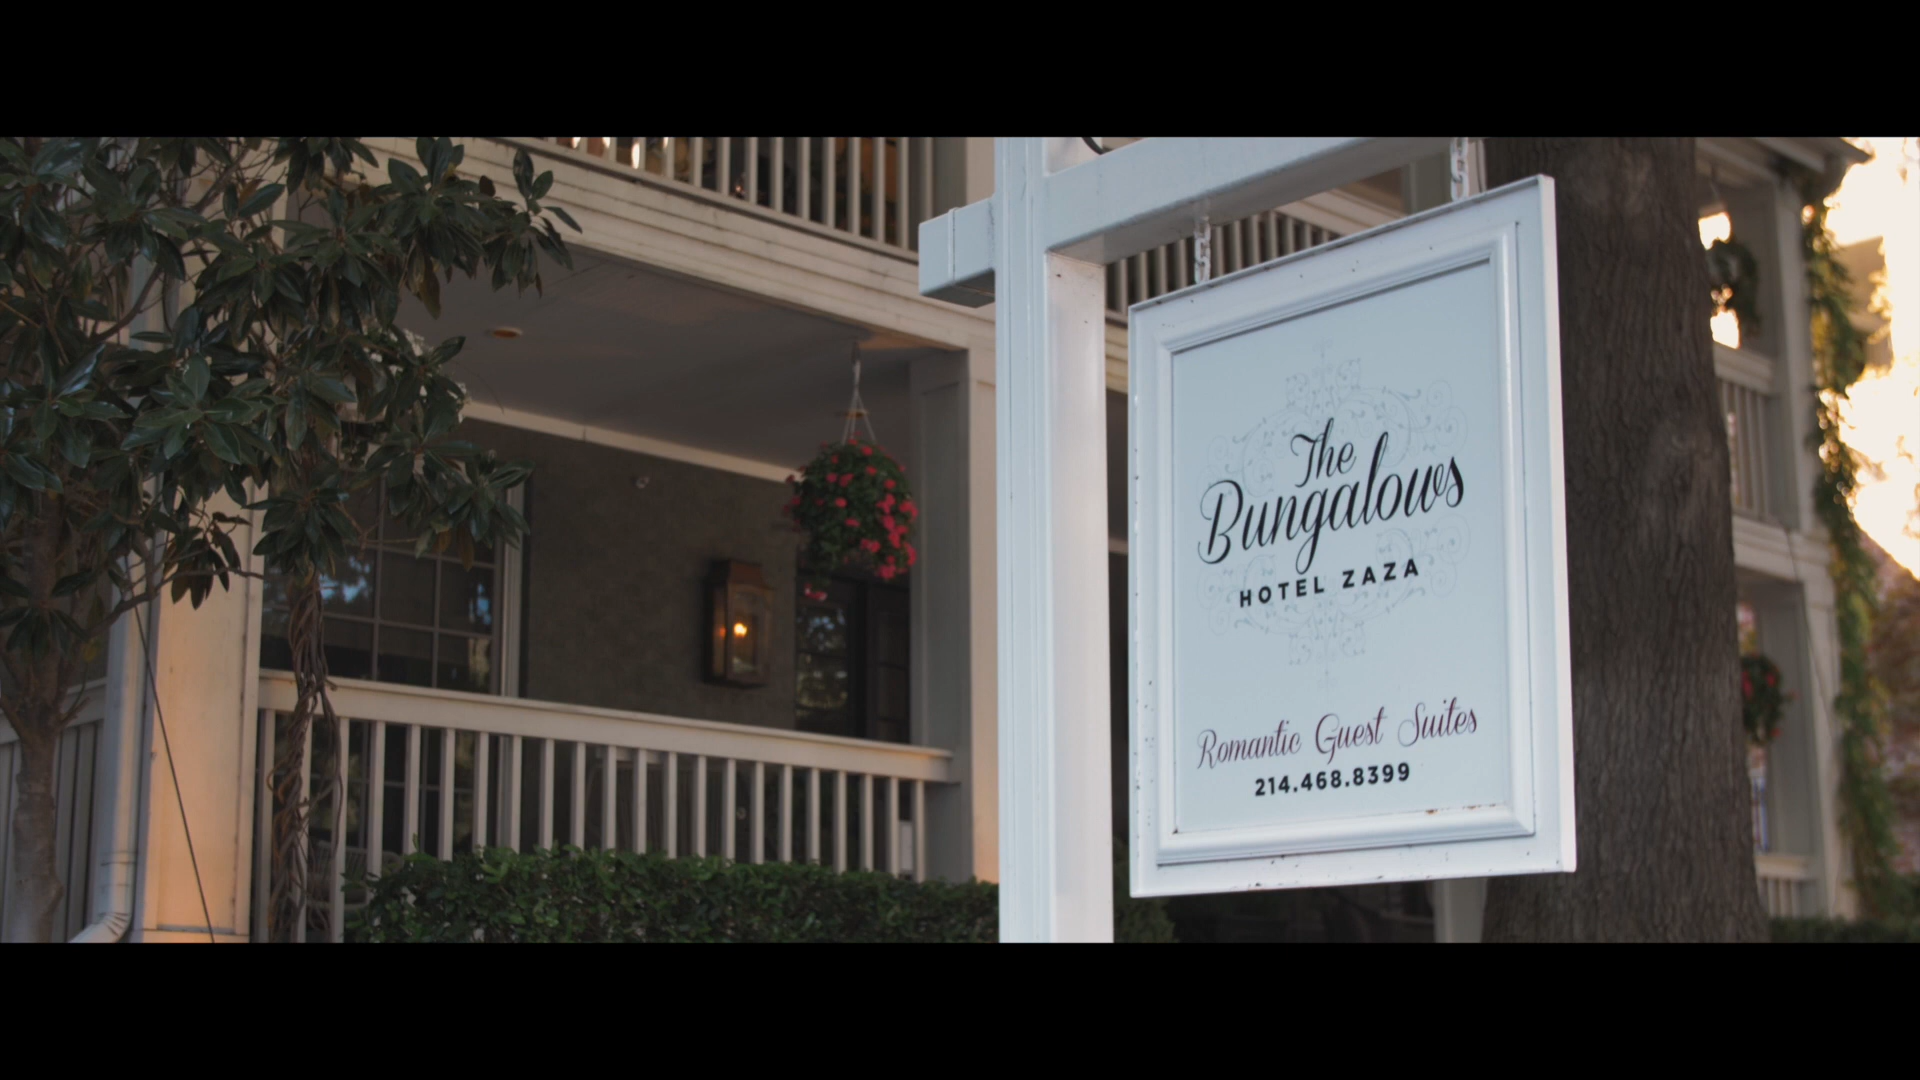 The
Bungalows
HOTEL ZAZA
Romantic Guest Suites
214.468.8399